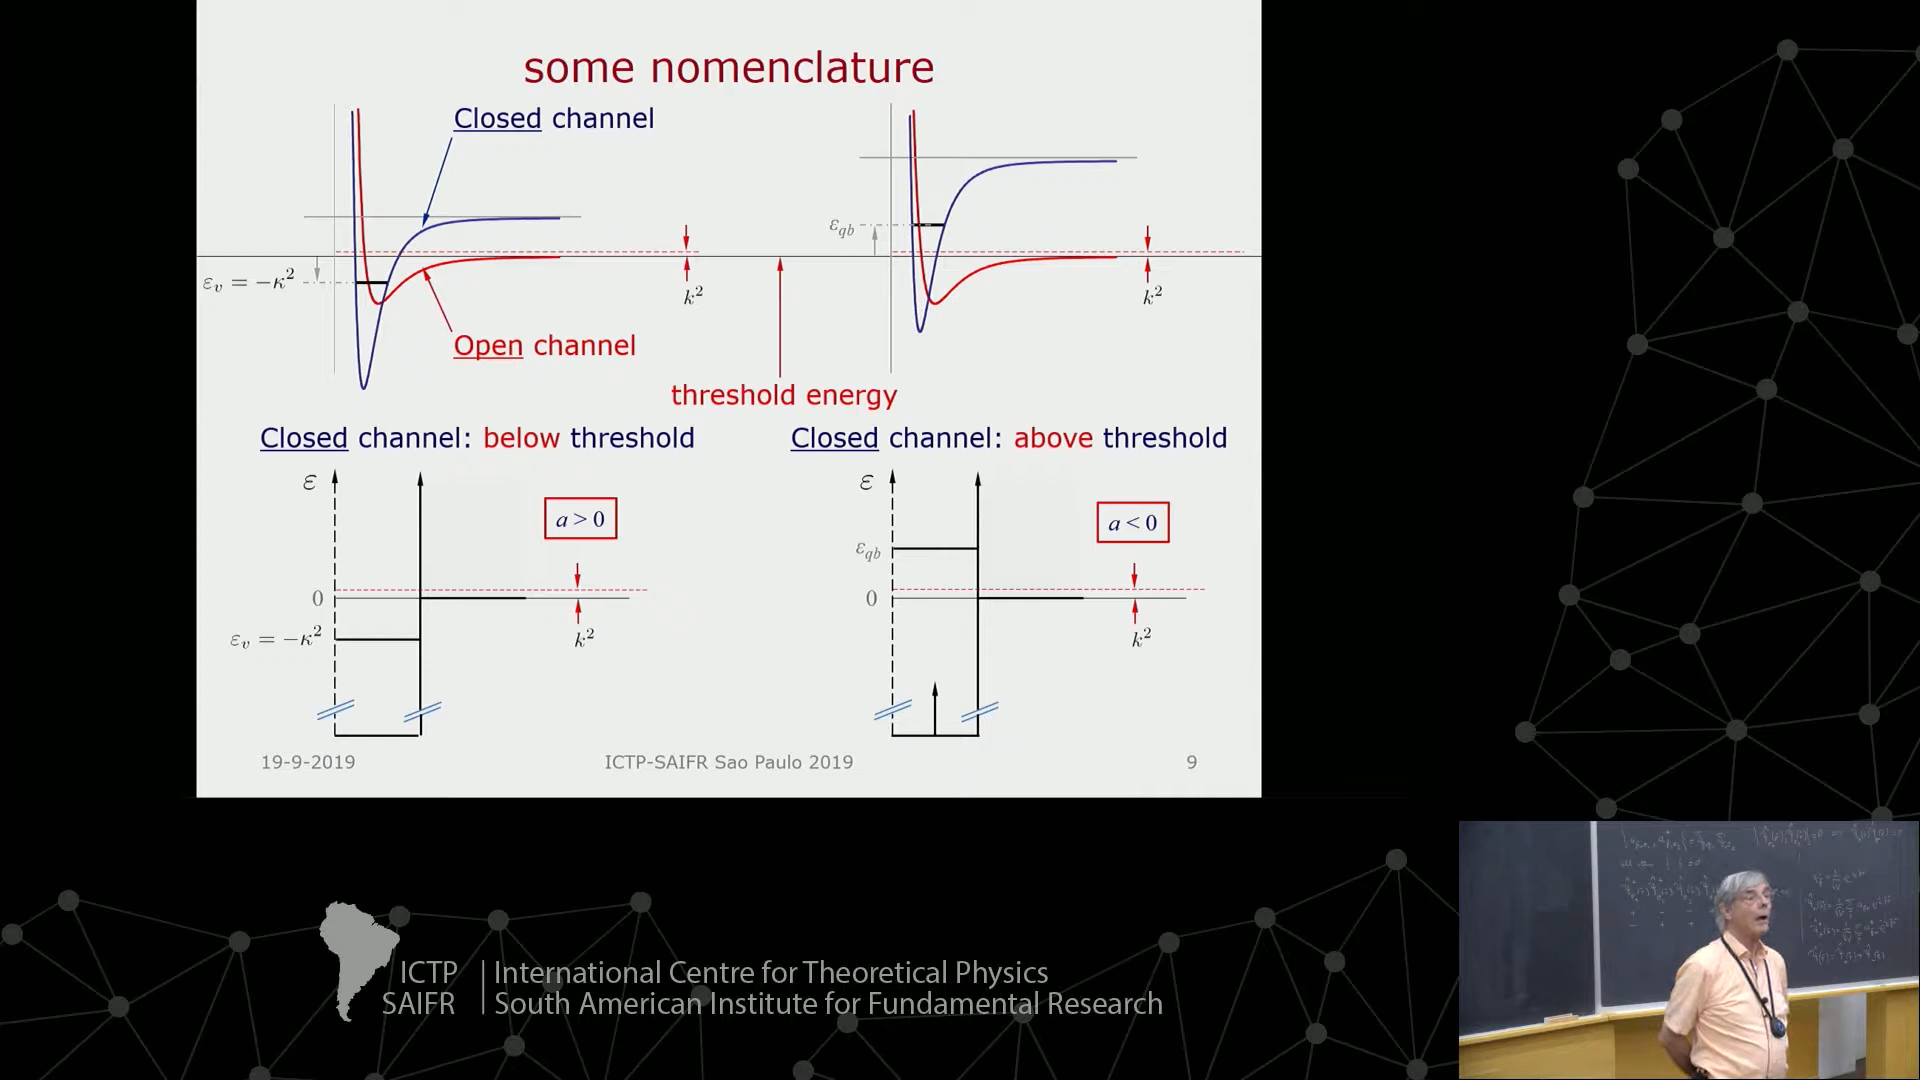 some nomenclature
Closed channel
εqb
εv = −κ²
k²
k²
Open channel
threshold energy
Closed channel: below threshold
Closed channel: above threshold
ε
ε
a > 0
a < 0
εqb
0
0
εv = −κ²
k²
k²
19-9-2019
ICTP-SAIFR Sao Paulo 2019
9
ICTP
SAIFR
International Centre for Theoretical Physics
South American Institute for Fundamental Research